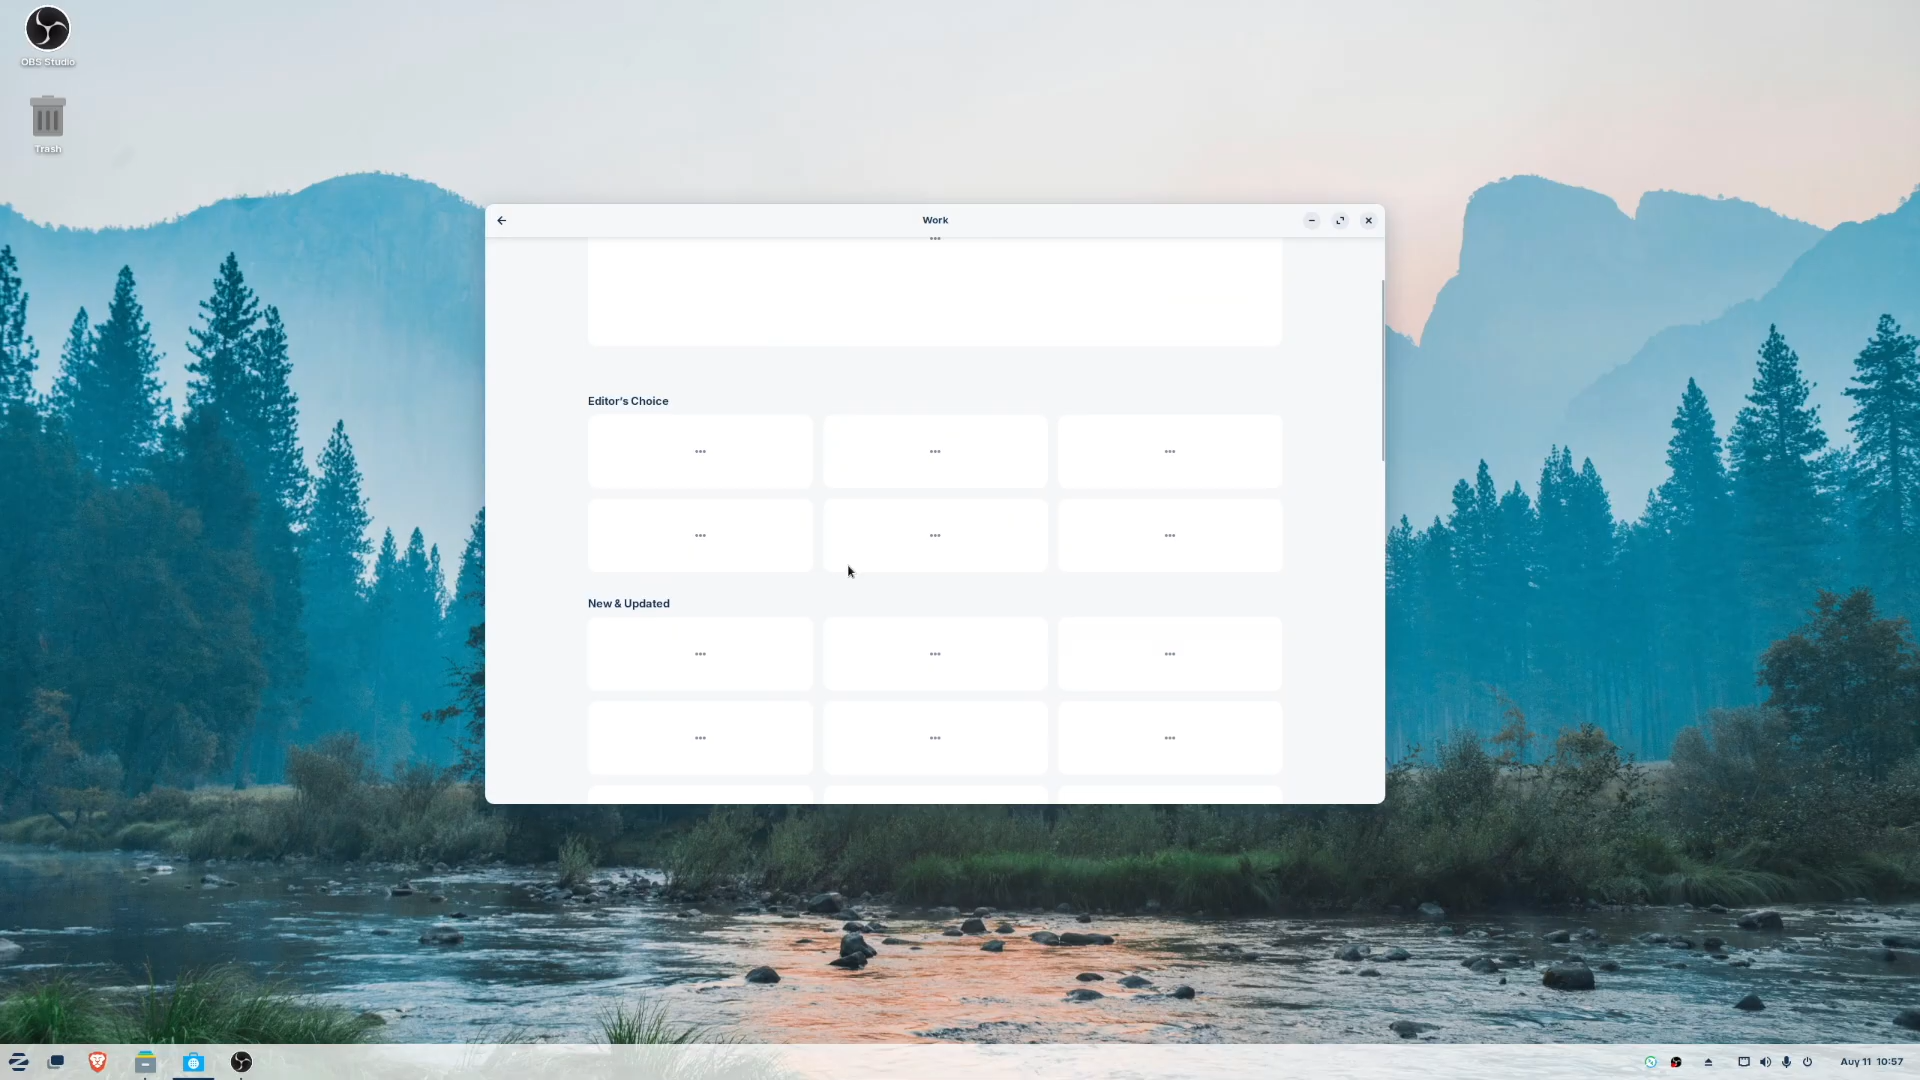 OBS Studio
Trash
Work
Editor's Choice
New & Updated
Aug 11 10:57